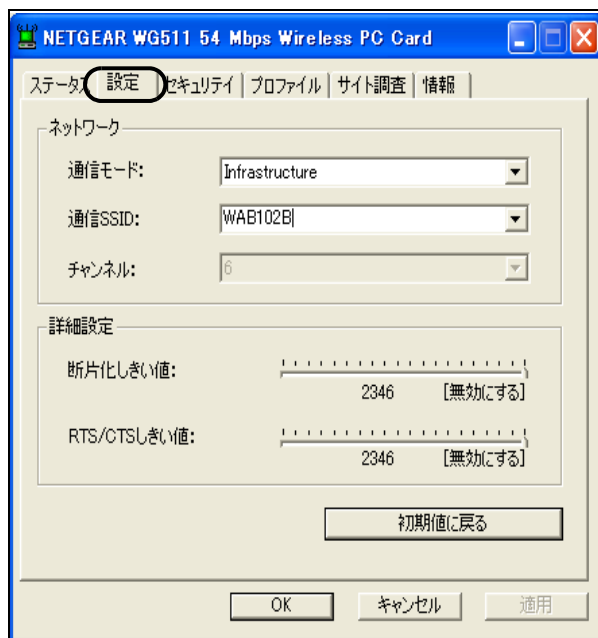 NETGEAR WG511 54 Mbps Wireless PC Card
ステータス 設定 セキュリテイ プロファイル サイト調査 情報
ネットワーク
通信モード: Infrastructure
通信SSID: WAB102B
チャンネル: 6
詳細設定
断片化しきい値:
2346 [無効にする]
RTS/CTSしきい値:
2346 [無効にする]
初期値に戻る
OK キャンセル 適用